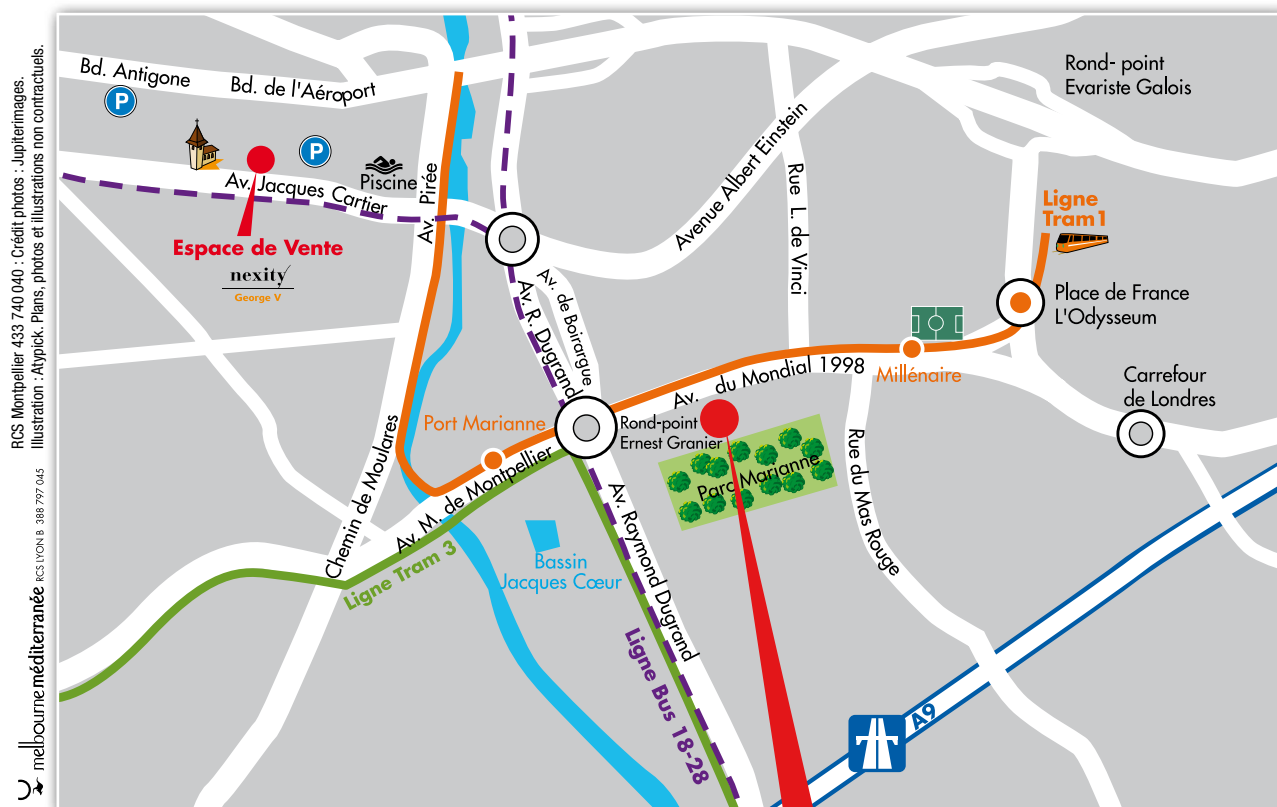 RCS Montpellier 433 740 040 : Crédit photos : Jupiterimages.
Illustration : Atypick. Plans, photos et illustrations non contractuels.
melbourneméditerranée RCS LYON B 388 797 045
Bd. Antigone
Bd. de l'Aéroport
P
P
Piscine
Av. Jacques Cartier
Espace de Vente
nexity
George V
Av. Pirée
Avenue Albert Einstein
Rue L. de Vinci
Rond- point
Evariste Galois
Ligne
Tram1
Place de France
L'Odysseum
Av. de Boirargue
Av. R. Dugrand
Av. du Mondial 1998
Millénaire
Carrefour
de Londres
Port Marianne
Rond-point
Ernest Granier
Parc Marianne
Chemin de Moulares
Av. M. de Montpellier
Ligne Tram 3
Bassin
Jacques Cœur
Av. Raymond Dugrand
Rue du Mas Rouge
Ligne Bus 18-28
A9